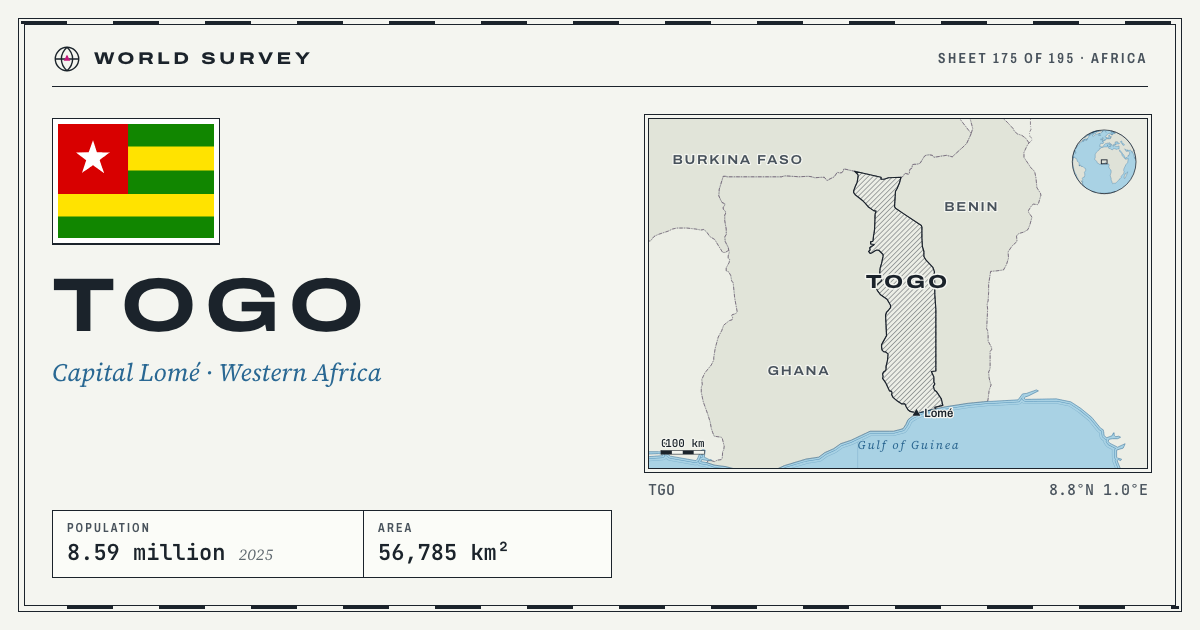 WORLD SURVEY
SHEET 175 OF 195 · AFRICA
TOGO
Capital Lomé · Western Africa
BURKINA FASO
BENIN
TOGO
GHANA
Lomé
100 km
Gulf of Guinea
TGO
8.8°N 1.0°E
POPULATION
8.59 million 2025
AREA
56,785 km²